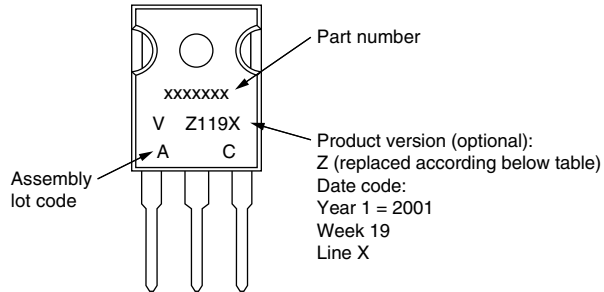 Part number
xxxxxxx
V Z119X
A C
Assembly
lot code
Product version (optional):
Z (replaced according below table)
Date code:
Year 1 = 2001
Week 19
Line X